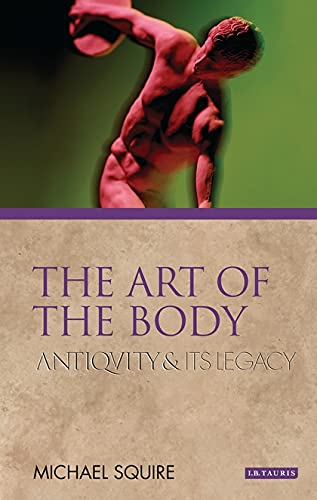 THE ART OF
THE BODY
ANTIQVITY & ITS LEGACY
MICHAEL SQUIRE
I.B.TAURIS